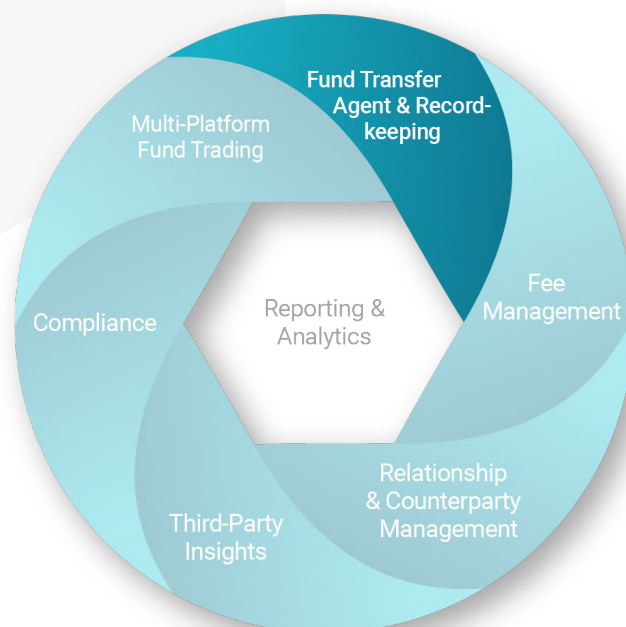 Fund Transfer
Agent & Record-
keeping
Multi-Platform
Fund Trading
Fee
Management
Reporting &
Analytics
Compliance
Relationship
& Counterparty
Management
Third-Party
Insights